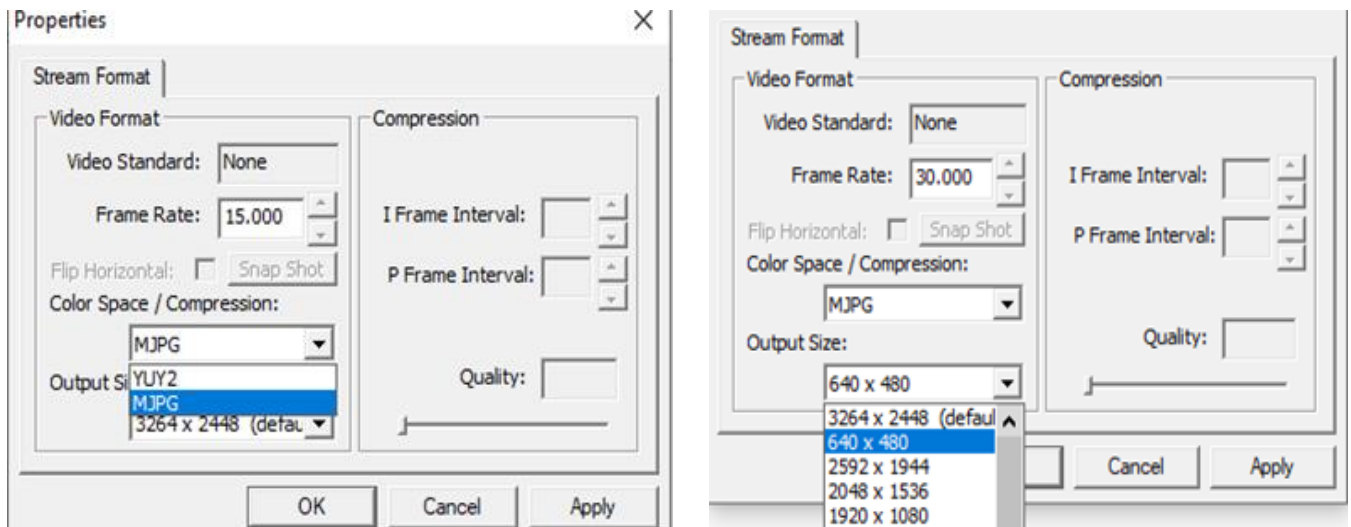 Properties
Stream Format
Video Format
Video Standard: None
Frame Rate: 15.000
Flip Horizontal: Snap Shot
Color Space / Compression:
MJPG
YUY2
MJPG
Output Si
3264 x 2448 (defau
Compression
I Frame Interval:
P Frame Interval:
Quality:
OK Cancel Apply
Stream Format
Video Format
Video Standard: None
Frame Rate: 30.000
Flip Horizontal: Snap Shot
Color Space / Compression:
MJPG
Output Size:
640 x 480
3264 x 2448 (defaul
640 x 480
2592 x 1944
2048 x 1536
1920 x 1080
Compression
I Frame Interval:
P Frame Interval:
Quality:
Cancel Apply